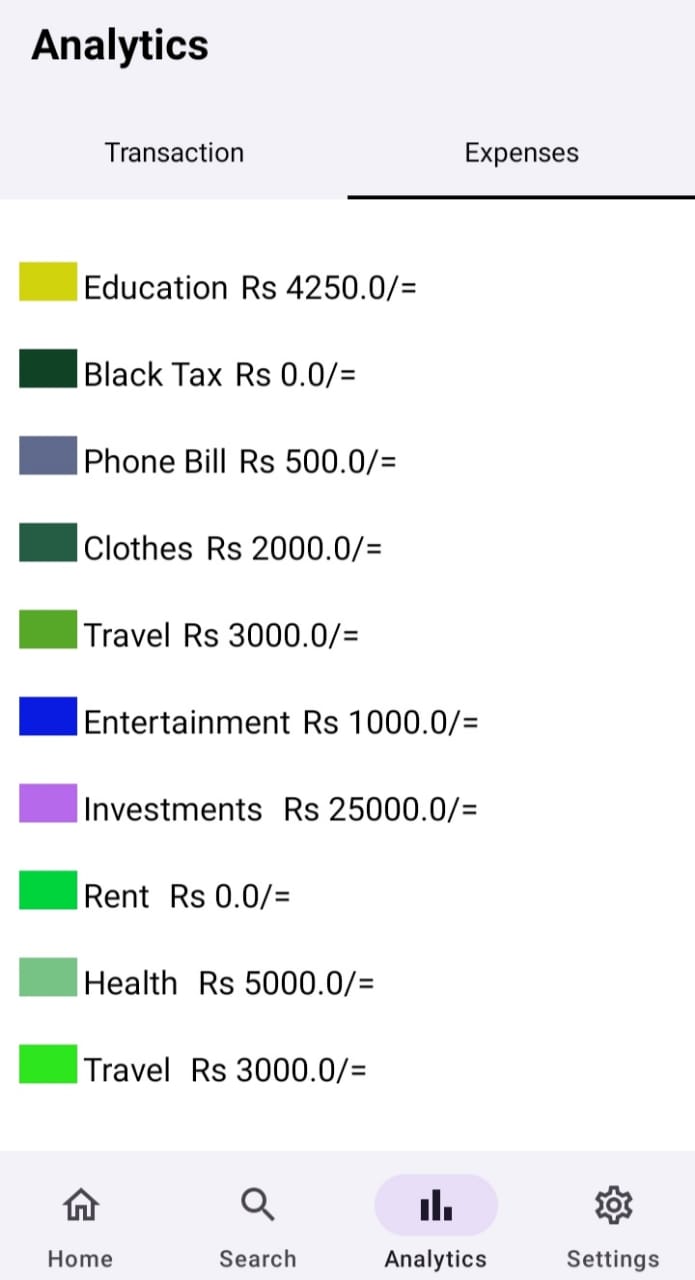 Analytics
Transaction Expenses
Education Rs 4250.0/=
Black Tax Rs 0.0/=
Phone Bill Rs 500.0/=
Clothes Rs 2000.0/=
Travel Rs 3000.0/=
Entertainment Rs 1000.0/=
Investments Rs 25000.0/=
Rent Rs 0.0/=
Health Rs 5000.0/=
Travel Rs 3000.0/=
Home Search Analytics Settings